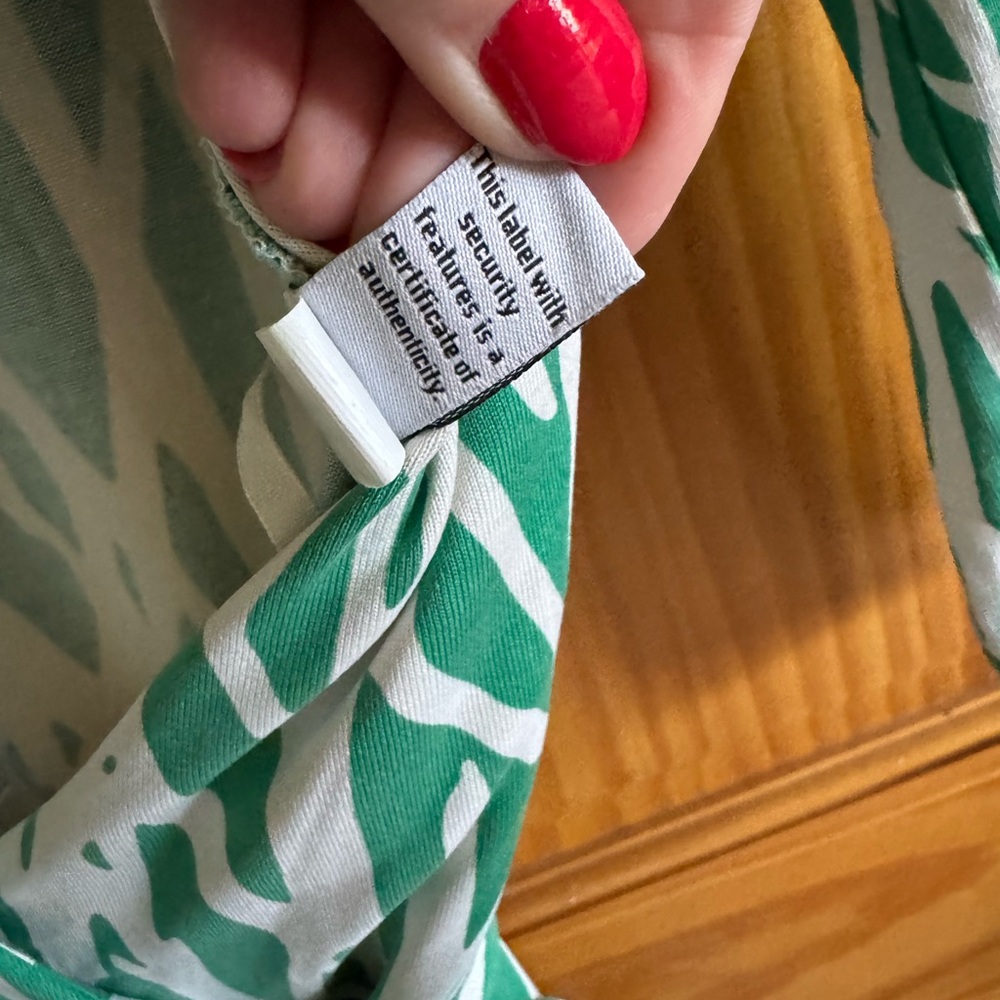 This label with
security
features is a
certificate of
authenticity.